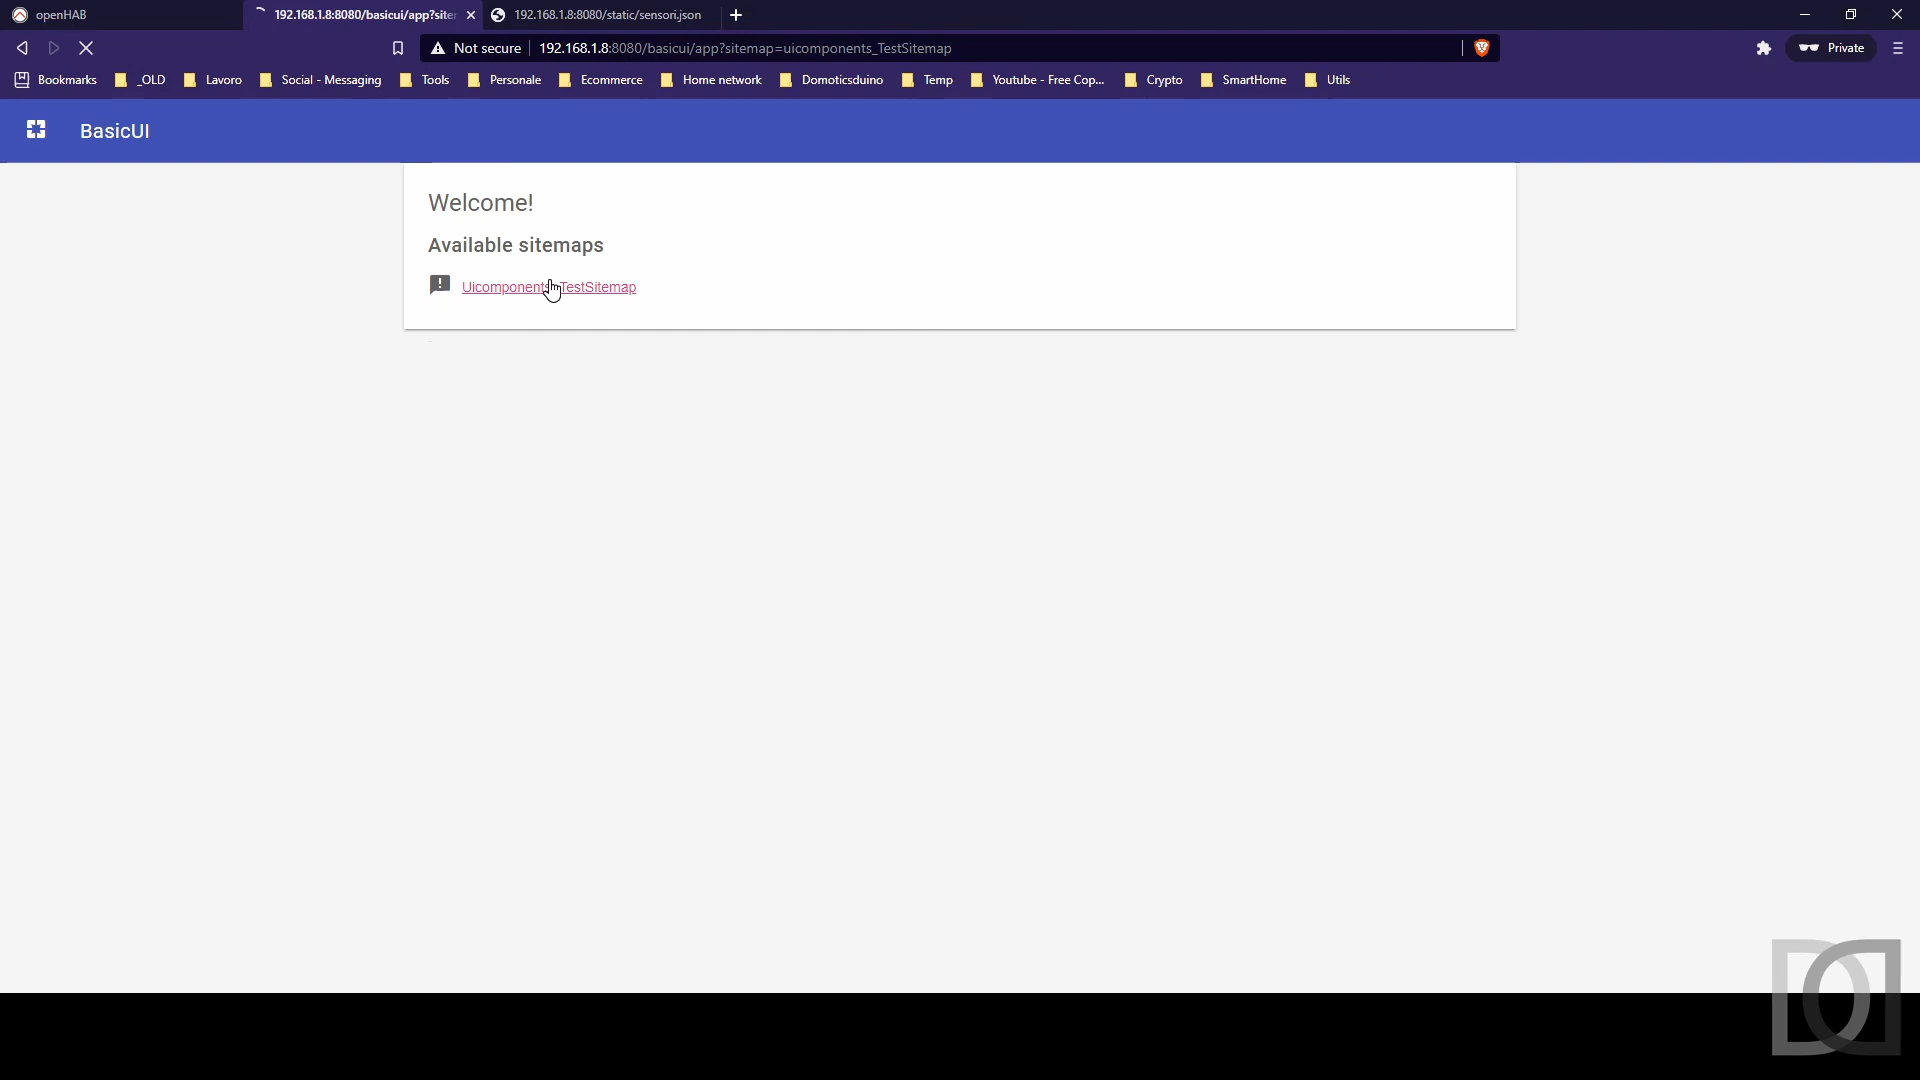 openHAB
192.168.1.8:8080/basicui/app?site
192.168.1.8:8080/static/sensori.json
Not secure
192.168.1.8:8080/basicui/app?sitemap=uicomponents_TestSitemap
Private
Bookmarks
_OLD
Lavoro
Social - Messaging
Tools
Personale
Ecommerce
Home network
Domoticsduino
Temp
Youtube - Free Cop...
Crypto
SmartHome
Utils
BasicUI
Welcome!
Available sitemaps
Uicomponents_TestSitemap